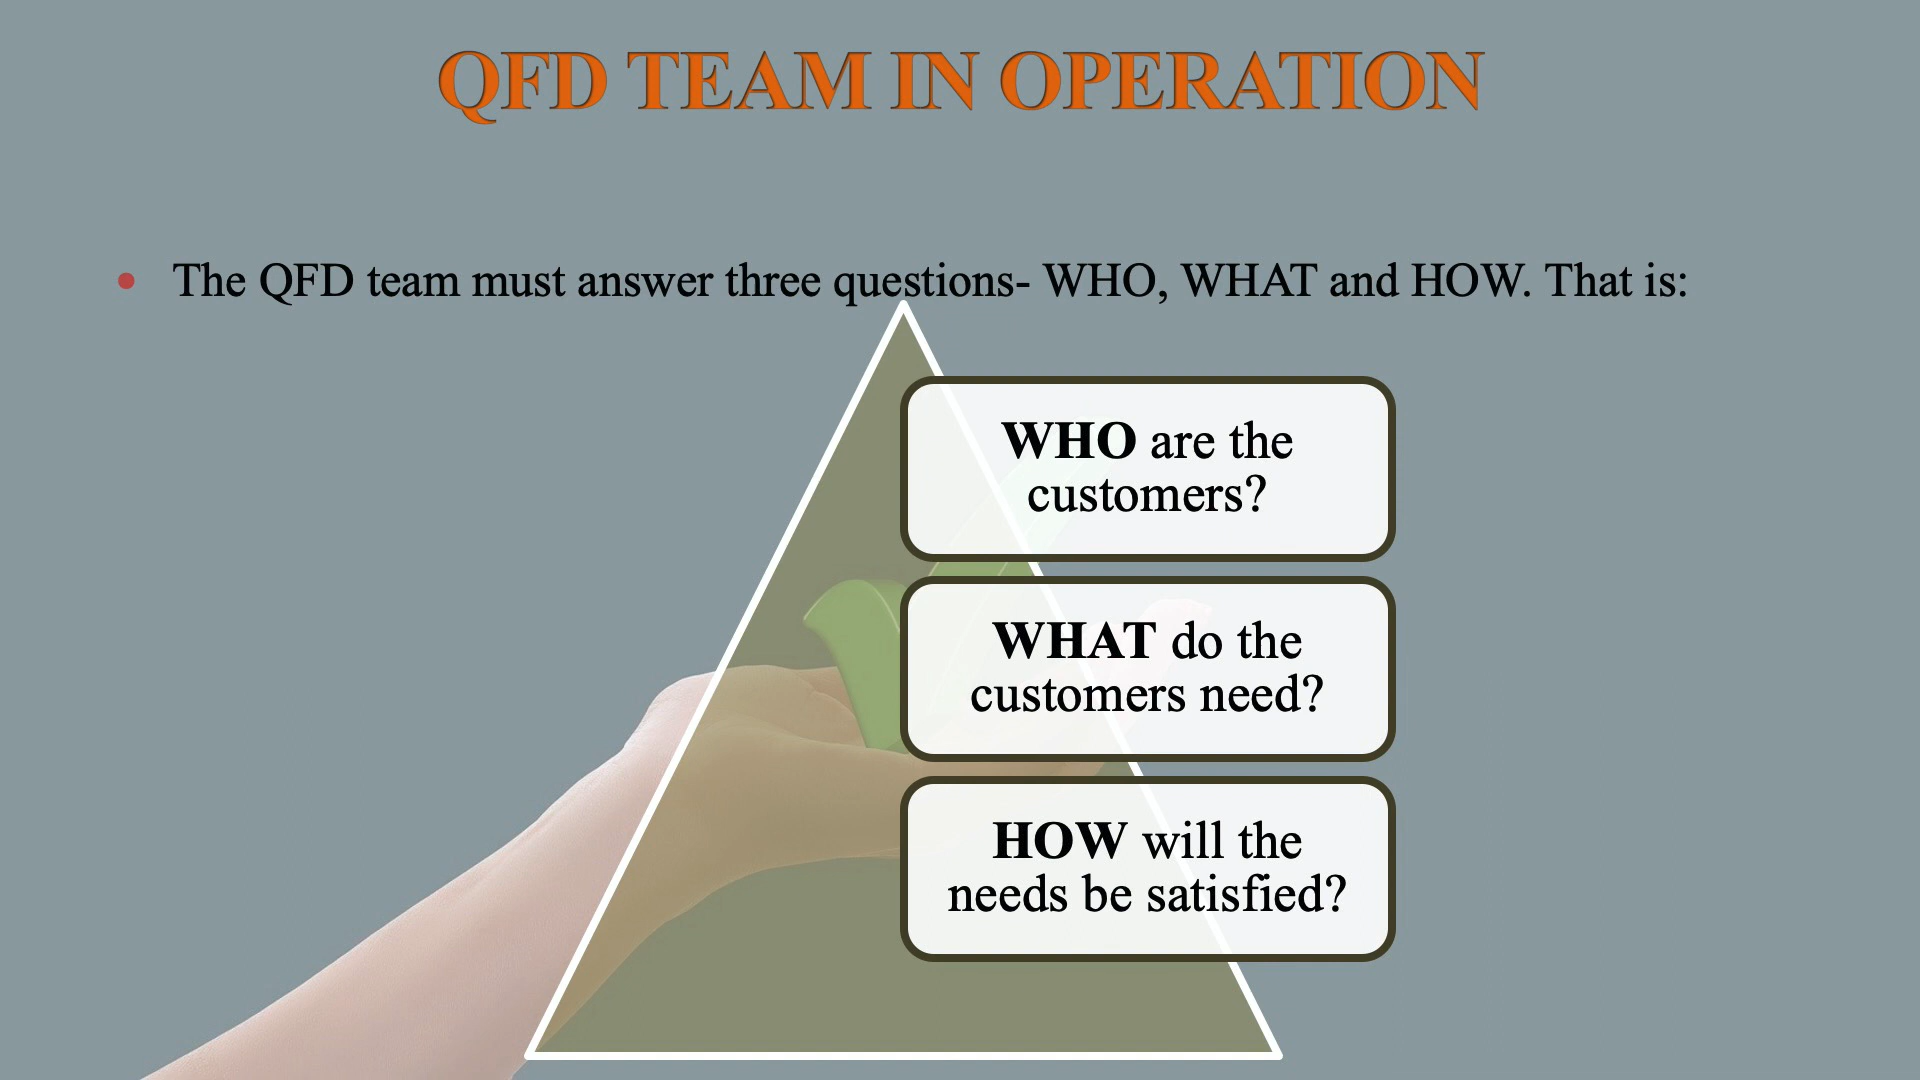 QFD TEAM IN OPERATION
• The QFD team must answer three questions- WHO, WHAT and HOW. That is:
WHO are the
customers?
WHAT do the
customers need?
HOW will the
needs be satisfied?